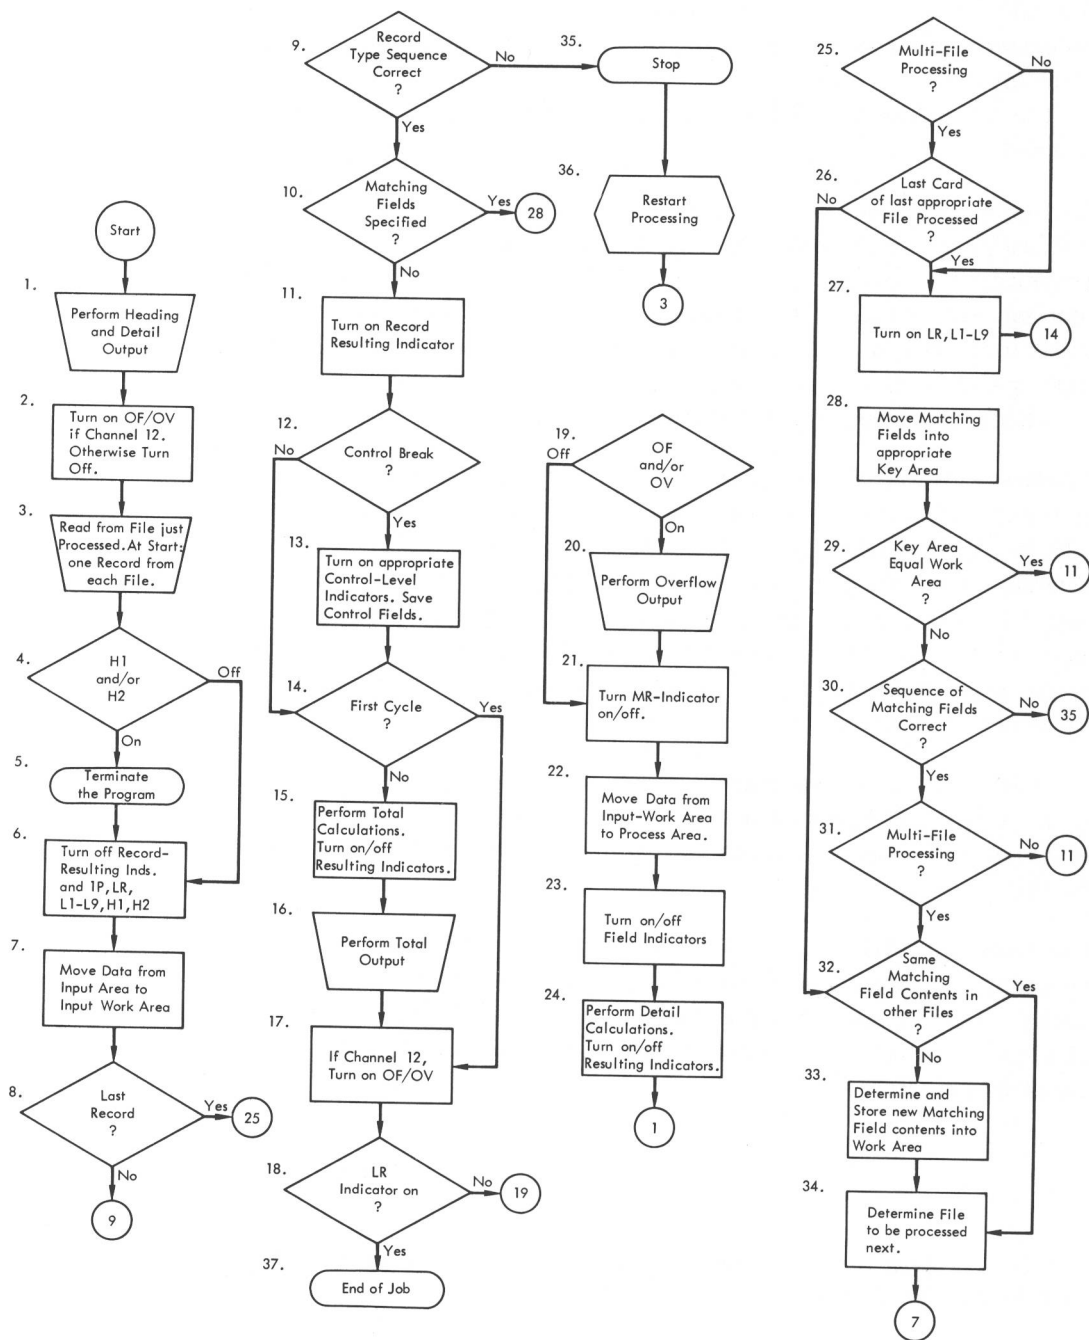 Start
1.
Perform Heading
and Detail
Output
2.
Turn on OF/OV
if Channel 12.
Otherwise Turn
Off.
3.
Read from File just
Processed. At Start:
one Record from
each File.
4.
H1
and/or
H2
Off
On
5.
Terminate
the Program
6.
Turn off Record-
Resulting Inds.
and 1P, LR,
L1-L9, H1, H2
7.
Move Data from
Input Area to
Input Work Area
8.
Last
Record
?
Yes
25
No
9
9.
Record
Type Sequence
Correct
?
No
Yes
10.
Matching
Fields
Specified
?
Yes
28
No
11.
Turn on Record
Resulting Indicator
12.
Control Break
?
No
Yes
13.
Turn on appropriate
Control-Level
Indicators. Save
Control Fields.
14.
First Cycle
?
Yes
No
15.
Perform Total
Calculations.
Turn on/off
Resulting Indicators.
16.
Perform Total
Output
17.
If Channel 12,
Turn on OF/OV
18.
LR
Indicator on
?
No
19
Yes
37.
End of Job
35.
Stop
36.
Restart
Processing
3
19.
OF
and/or
OV
Off
On
20.
Perform Overflow
Output
21.
Turn MR-Indicator
on/off.
22.
Move Data from
Input-Work Area
to Process Area.
23.
Turn on/off
Field Indicators
24.
Perform Detail
Calculations.
Turn on/off
Resulting Indicators.
1
25.
Multi-File
Processing
?
No
Yes
26.
Last Card
of last appropriate
File Processed
?
No
Yes
27.
Turn on LR, L1-L9
14
28.
Move Matching
Fields into
appropriate
Key Area
29.
Key Area
Equal Work
Area
?
Yes
11
No
30.
Sequence of
Matching Fields
Correct
?
No
35
Yes
31.
Multi-File
Processing
?
No
11
Yes
32.
Same
Matching
Field Contents in
other Files
?
Yes
No
33.
Determine and
Store new Matching
Field contents into
Work Area
34.
Determine File
to be processed
next.
7